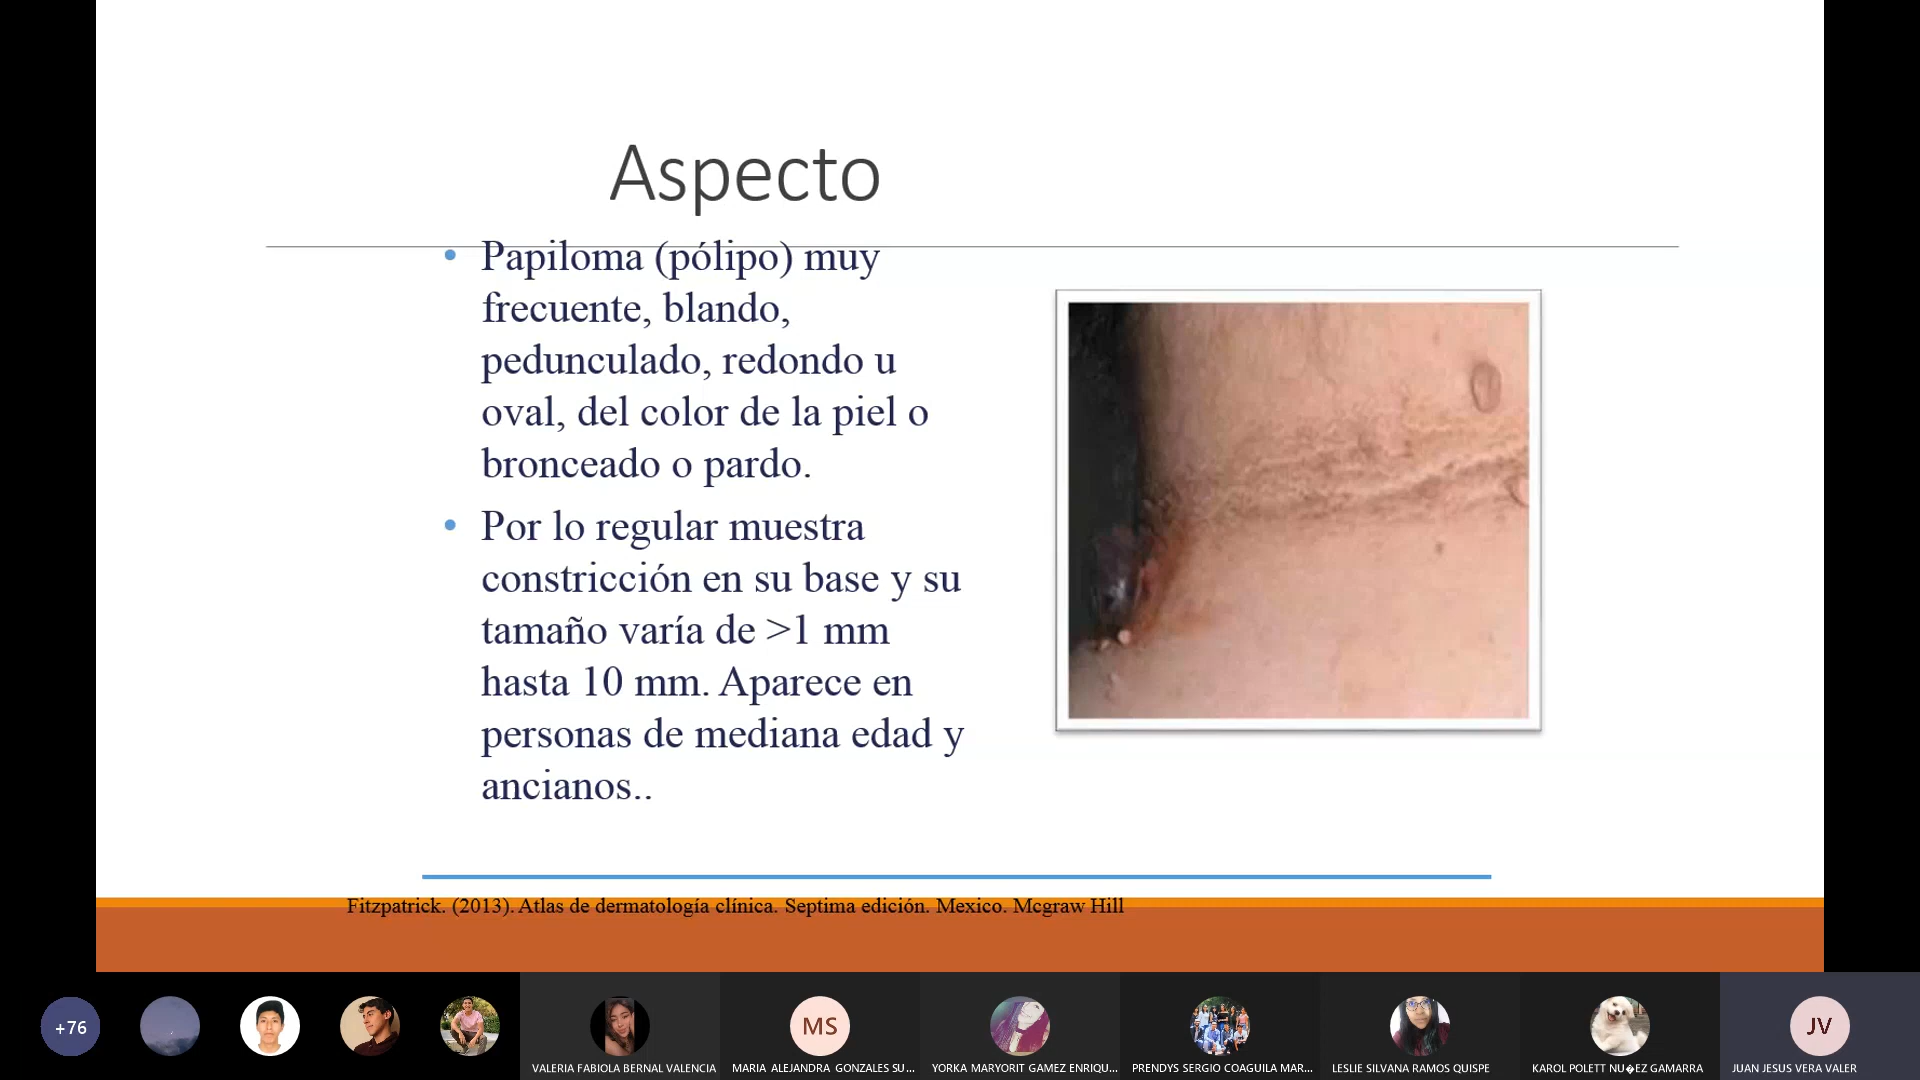 Aspecto
• Papiloma (pólipo) muy
frecuente, blando,
pedunculado, redondo u
oval, del color de la piel o
bronceado o pardo.
• Por lo regular muestra
constricción en su base y su
tamaño varía de >1 mm
hasta 10 mm. Aparece en
personas de mediana edad y
ancianos..
Fitzpatrick. (2013). Atlas de dermatología clínica. Septima edición. Mexico. Mcgraw Hill
+76
MS
JV
VALERIA FABIOLA BERNAL VALENCIA
MARIA ALEJANDRA GONZALES SU...
YORKA MARYORIT GAMEZ ENRIQU...
PRENDYS SERGIO COAGUILA MAR...
LESLIE SILVANA RAMOS QUISPE
KAROL POLETT NU�EZ GAMARRA
JUAN JESUS VERA VALER